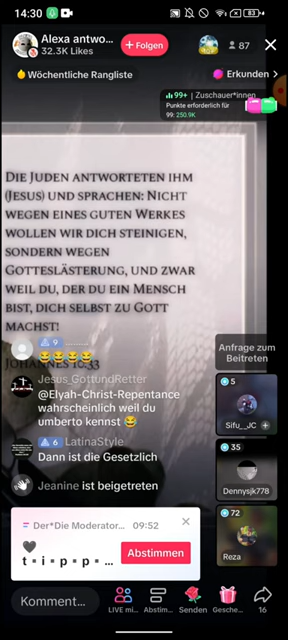 14:30
83
Alexa antwo...
32.3K Likes
+ Folgen
87
Wöchentliche Rangliste
Erkunden >
99+ | Zuschauer*innen
Punkte erforderlich für
99: 250.9K
DIE JUDEN ANTWORTETEN IHM
(JESUS) UND SPRACHEN: NICHT
WEGEN EINES GUTEN WERKES
WOLLEN WIR DICH STEINIGEN,
SONDERN WEGEN
GOTTESLÄSTERUNG, UND ZWAR
WEIL DU, DER DU EIN MENSCH
BIST, DICH SELBST ZU GOTT
MACHST!
JOHANNES 10:33
9
😂😂😂😂
Anfrage zum
Beitreten
Jesus_GottundRetter
@Elyah-Christ-Repentance
wahrscheinlich weil du
umberto kennst 😂
5
Sifu_JC +
6 LatinaStyle
Dann ist die Gesetzlich
35
Dennysjk778
Jeanine ist beigetreten
72
Reza
Der*Die Moderator... 09:52
🖤
t ▪ i ▪ p ▪ p ▪ ...
Abstimmen
Komment...
LIVE mi...
Abstim...
Senden
Gesche...
16